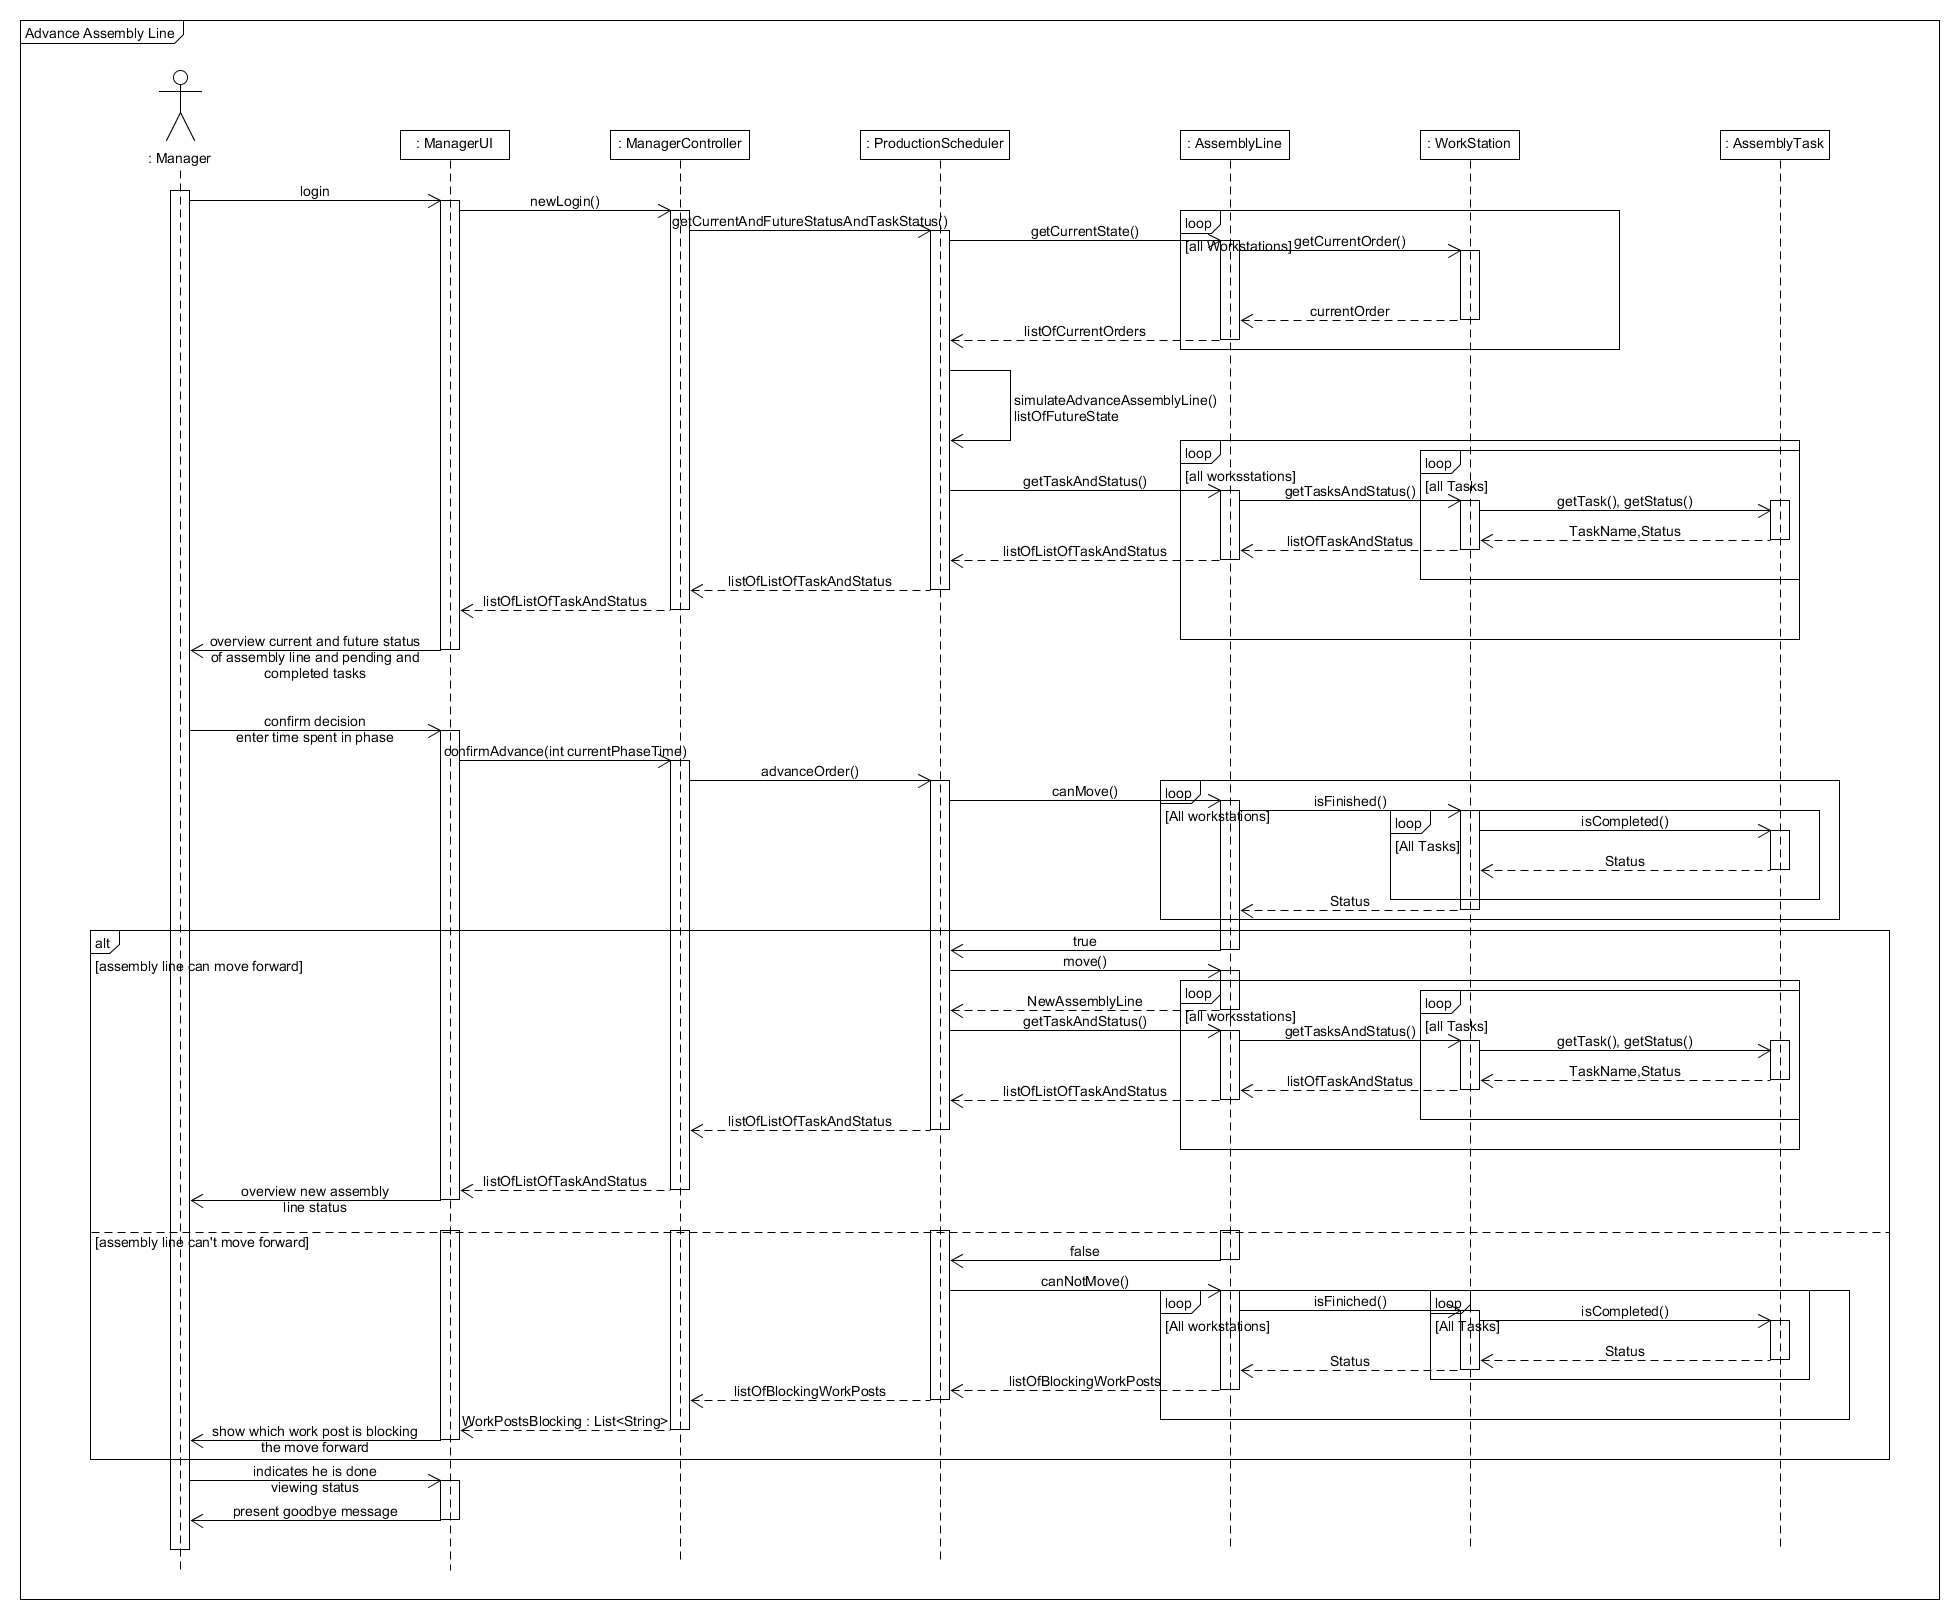 Advance Assembly Line
: Manager
: ManagerUI
: ManagerController
: ProductionScheduler
: AssemblyLine
: WorkStation
: AssemblyTask
login
newLogin()
getCurrentAndFutureStatusAndTaskStatus()
getCurrentState()
loop
[all Workstations]
getCurrentOrder()
currentOrder
listOfCurrentOrders
simulateAdvanceAssemblyLine()
listOfFutureState
loop
[all worksstations]
loop
[all Tasks]
getTaskAndStatus()
getTasksAndStatus()
getTask(), getStatus()
TaskName,Status
listOfTaskAndStatus
listOfListOfTaskAndStatus
listOfListOfTaskAndStatus
listOfListOfTaskAndStatus
overview current and future status
of assembly line and pending and
completed tasks
confirm decision
enter time spent in phase
confirmAdvance(int currentPhaseTime)
advanceOrder()
canMove()
loop
[All workstations]
isFinished()
loop
[All Tasks]
isCompleted()
Status
Status
alt
[assembly line can move forward]
true
move()
loop
[all worksstations]
loop
[all Tasks]
NewAssemblyLine
getTaskAndStatus()
getTasksAndStatus()
getTask(), getStatus()
TaskName,Status
listOfTaskAndStatus
listOfListOfTaskAndStatus
listOfListOfTaskAndStatus
listOfListOfTaskAndStatus
overview new assembly
line status
[assembly line can't move forward]
false
canNotMove()
loop
[All workstations]
isFiniched()
loop
[All Tasks]
isCompleted()
Status
Status
listOfBlockingWorkPosts
listOfBlockingWorkPosts
WorkPostsBlocking : List<String>
show which work post is blocking
the move forward
indicates he is done
viewing status
present goodbye message